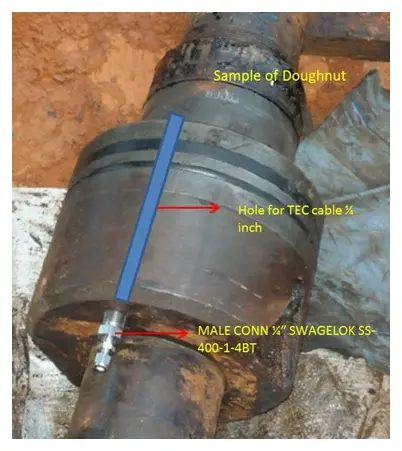 Sample of Doughnut
Hole for TEC cable ¼
inch
MALE CONN ¼" SWAGELOK SS-
400-1-4BT